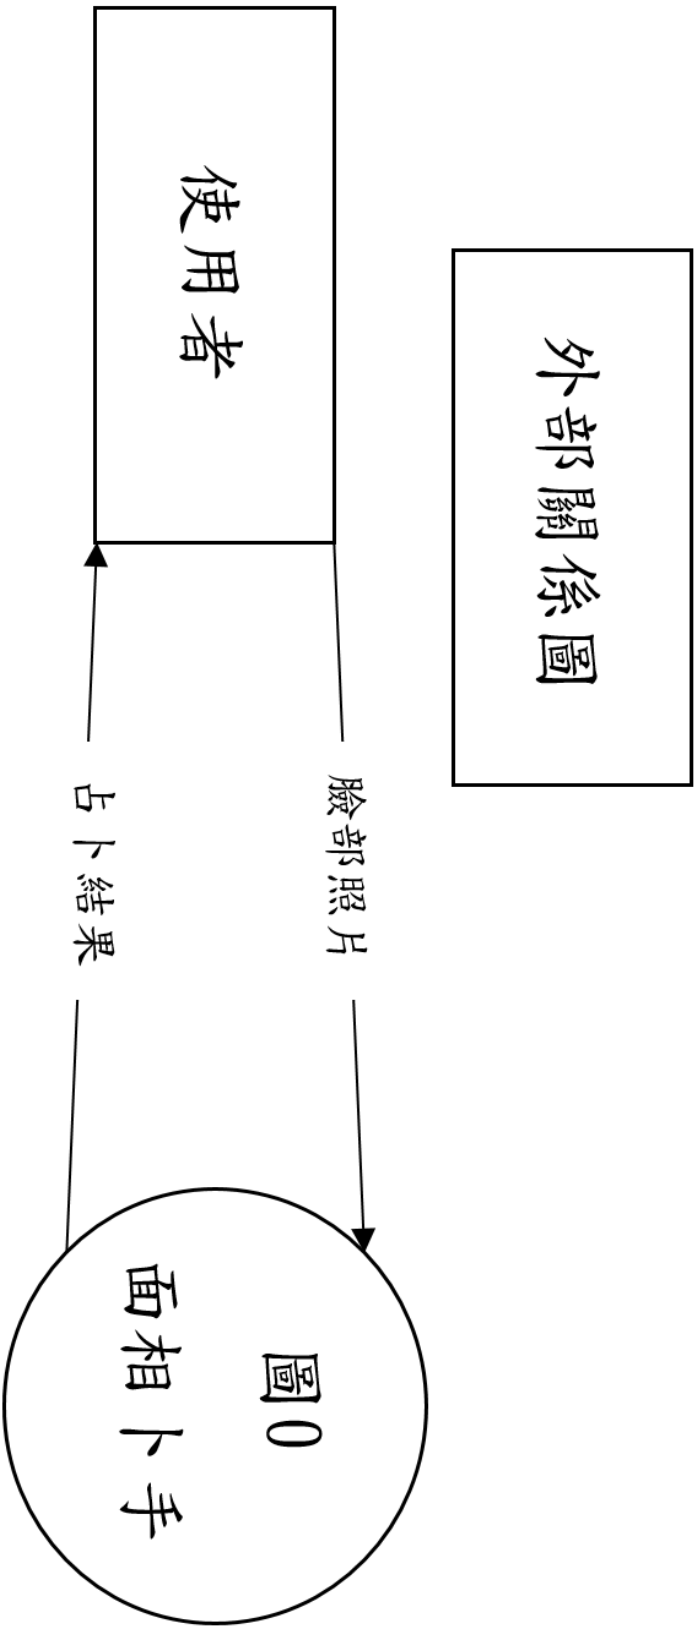 外部關係圖
使用者
臉部照片
占卜結果
圖0
面相卜手